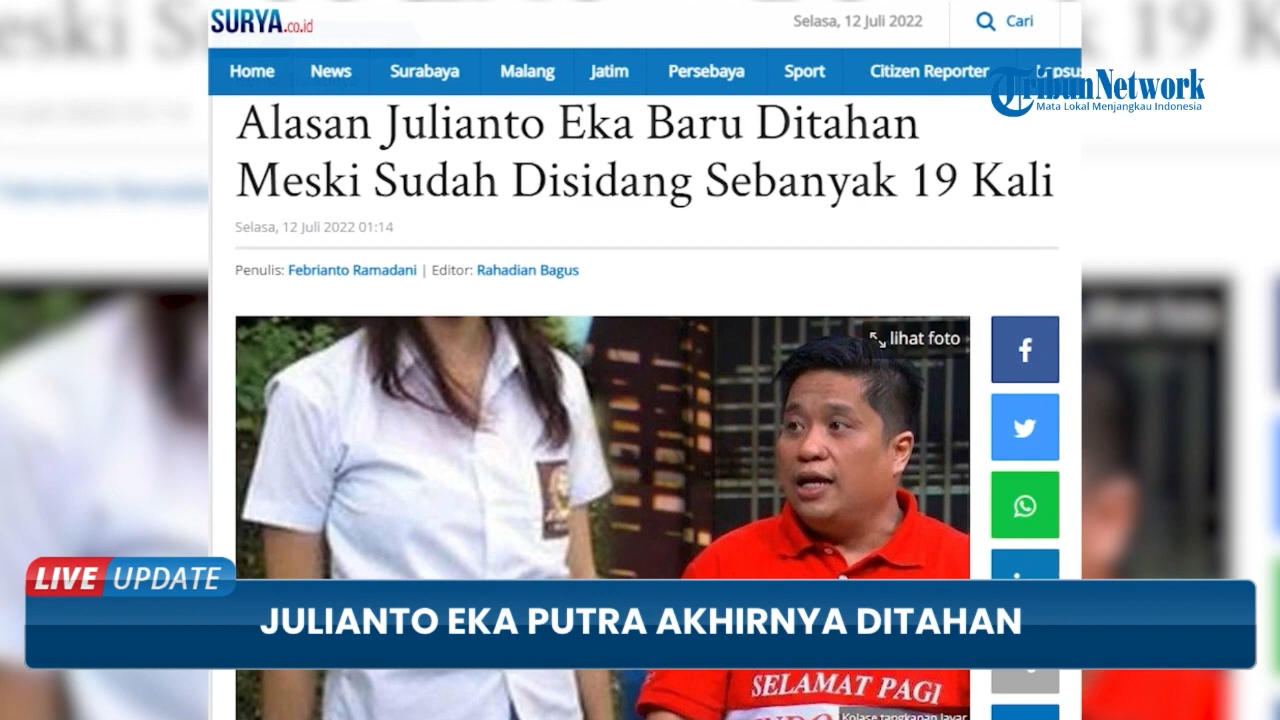 SURYA.co.id
Selasa, 12 Juli 2022
Cari
Home News Surabaya Malang Jatim Persebaya Sport Citizen Reporter
TribunNetwork
Mata Lokal Menjangkau Indonesia
Alasan Julianto Eka Baru Ditahan
Meski Sudah Disidang Sebanyak 19 Kali
Selasa, 12 Juli 2022 01:14
Penulis: Febrianto Ramadani | Editor: Rahadian Bagus
lihat foto
LIVE UPDATE
JULIANTO EKA PUTRA AKHIRNYA DITAHAN
SELAMAT PAGI
Kolase tangkapan layar